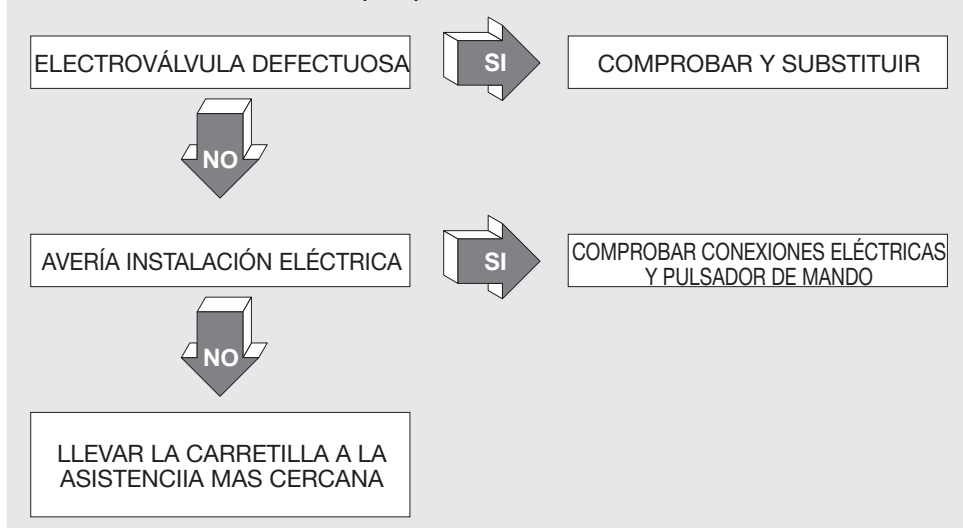 ELECTROVÁLVULA DEFECTUOSA
SI
COMPROBAR Y SUBSTITUIR
NO
AVERÍA INSTALACIÓN ELÉCTRICA
SI
COMPROBAR CONEXIONES ELÉCTRICAS
Y PULSADOR DE MANDO
NO
LLEVAR LA CARRETILLA A LA
ASISTENCIIA MAS CERCANA